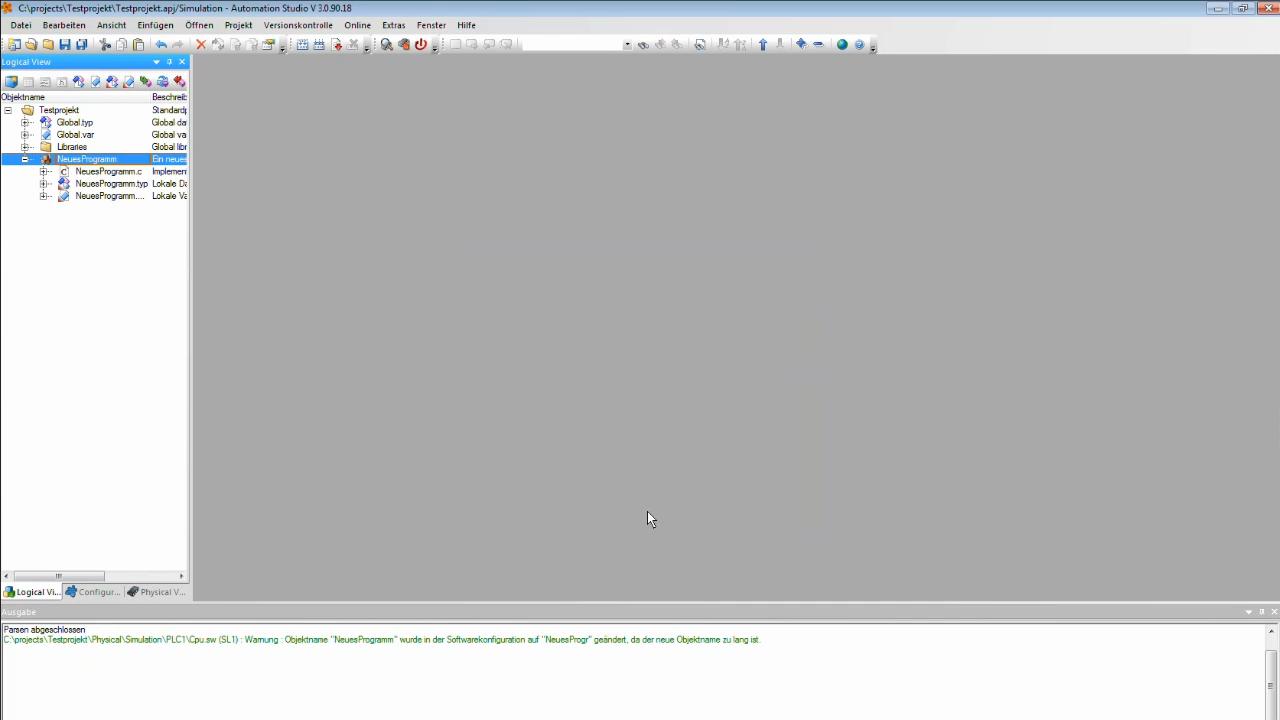 C:\projects\Testprojekt\Testprojekt.apj/Simulation - Automation Studio V 3.0.90.18
Datei Bearbeiten Ansicht Einfügen Öffnen Projekt Versionskontrolle Online Extras Fenster Hilfe
Logical View
Objektname Beschreib
Testprojekt Standardp
Global.typ Global da
Global.var Global va
Libraries Global libr
NeuesProgramm Ein neues
NeuesProgramm.c Implemen
NeuesProgramm.typ Lokale Da
NeuesProgramm.... Lokale Va
Logical Vi... Configur... Physical V...
Ausgabe
Parsen abgeschlossen
C:\projects\Testprojekt\Physical\Simulation\PLC1\Cpu.sw (SL1) : Warnung : Objektname "NeuesProgramm" wurde in der Softwarekonfiguration auf "NeuesProgr" geändert, da der neue Objektname zu lang ist.